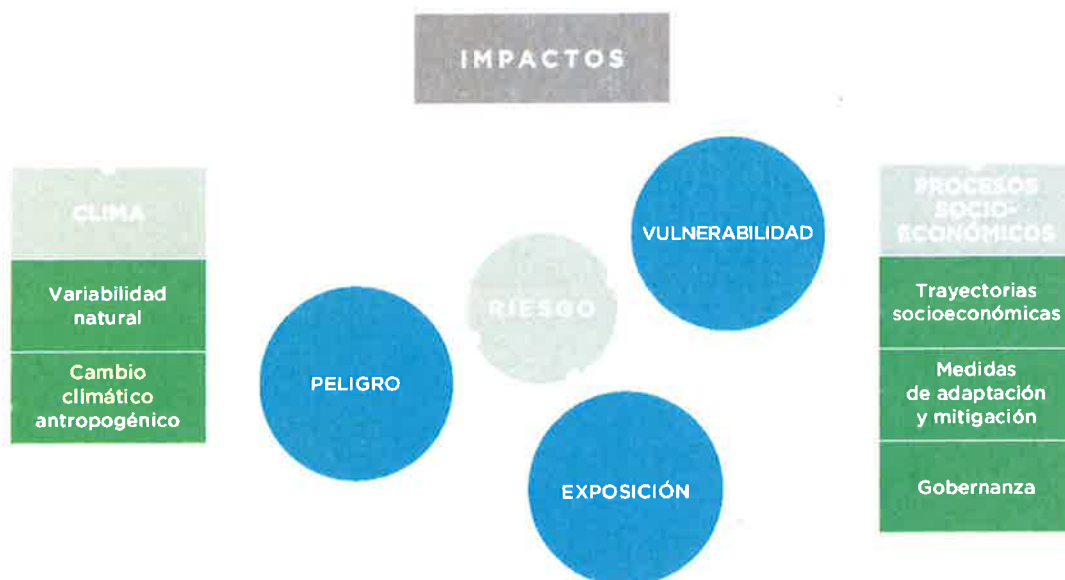 IMPACTOS
CLIMA
Variabilidad
natural
Cambio
climático
antropogénico
PELIGRO
RIESGO
VULNERABILIDAD
EXPOSICIÓN
PROCESOS
SOCIO-
ECONÓMICOS
Trayectorias
socioeconómicas
Medidas
de adaptación
y mitigación
Gobernanza